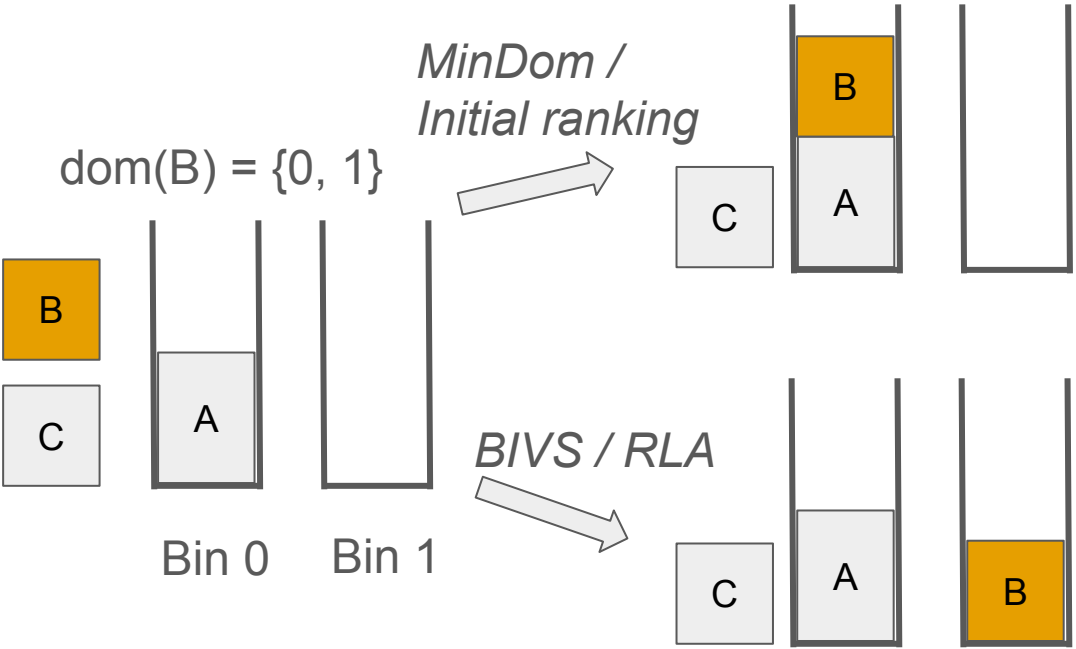 MinDom /
Initial ranking
dom(B) = {0, 1}
B
C
A
Bin 0
Bin 1
B
C
A
BIVS / RLA
C
A
B